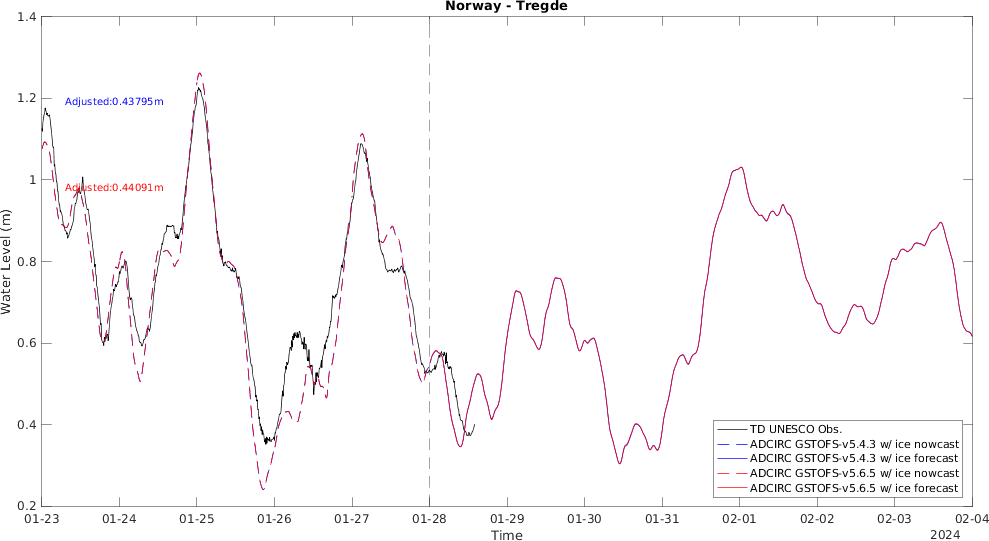 Norway - Tregde
1.4
1.2
1
0.8
0.6
0.4
0.2
Water Level (m)
Adjusted:0.43795m
Adjusted:0.44091m
TD UNESCO Obs.
ADCIRC GSTOFS-v5.4.3 w/ ice nowcast
ADCIRC GSTOFS-v5.4.3 w/ ice forecast
ADCIRC GSTOFS-v5.6.5 w/ ice nowcast
ADCIRC GSTOFS-v5.6.5 w/ ice forecast
01-23 01-24 01-25 01-26 01-27 01-28 01-29 01-30 01-31 02-01 02-02 02-03 02-04
Time
2024